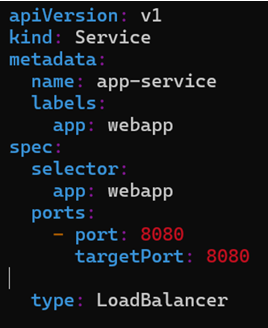 apiVersion: v1
kind: Service
metadata:
  name: app-service
  labels:
    app: webapp
spec:
  selector:
    app: webapp
  ports:
    - port: 8080
      targetPort: 8080

  type: LoadBalancer